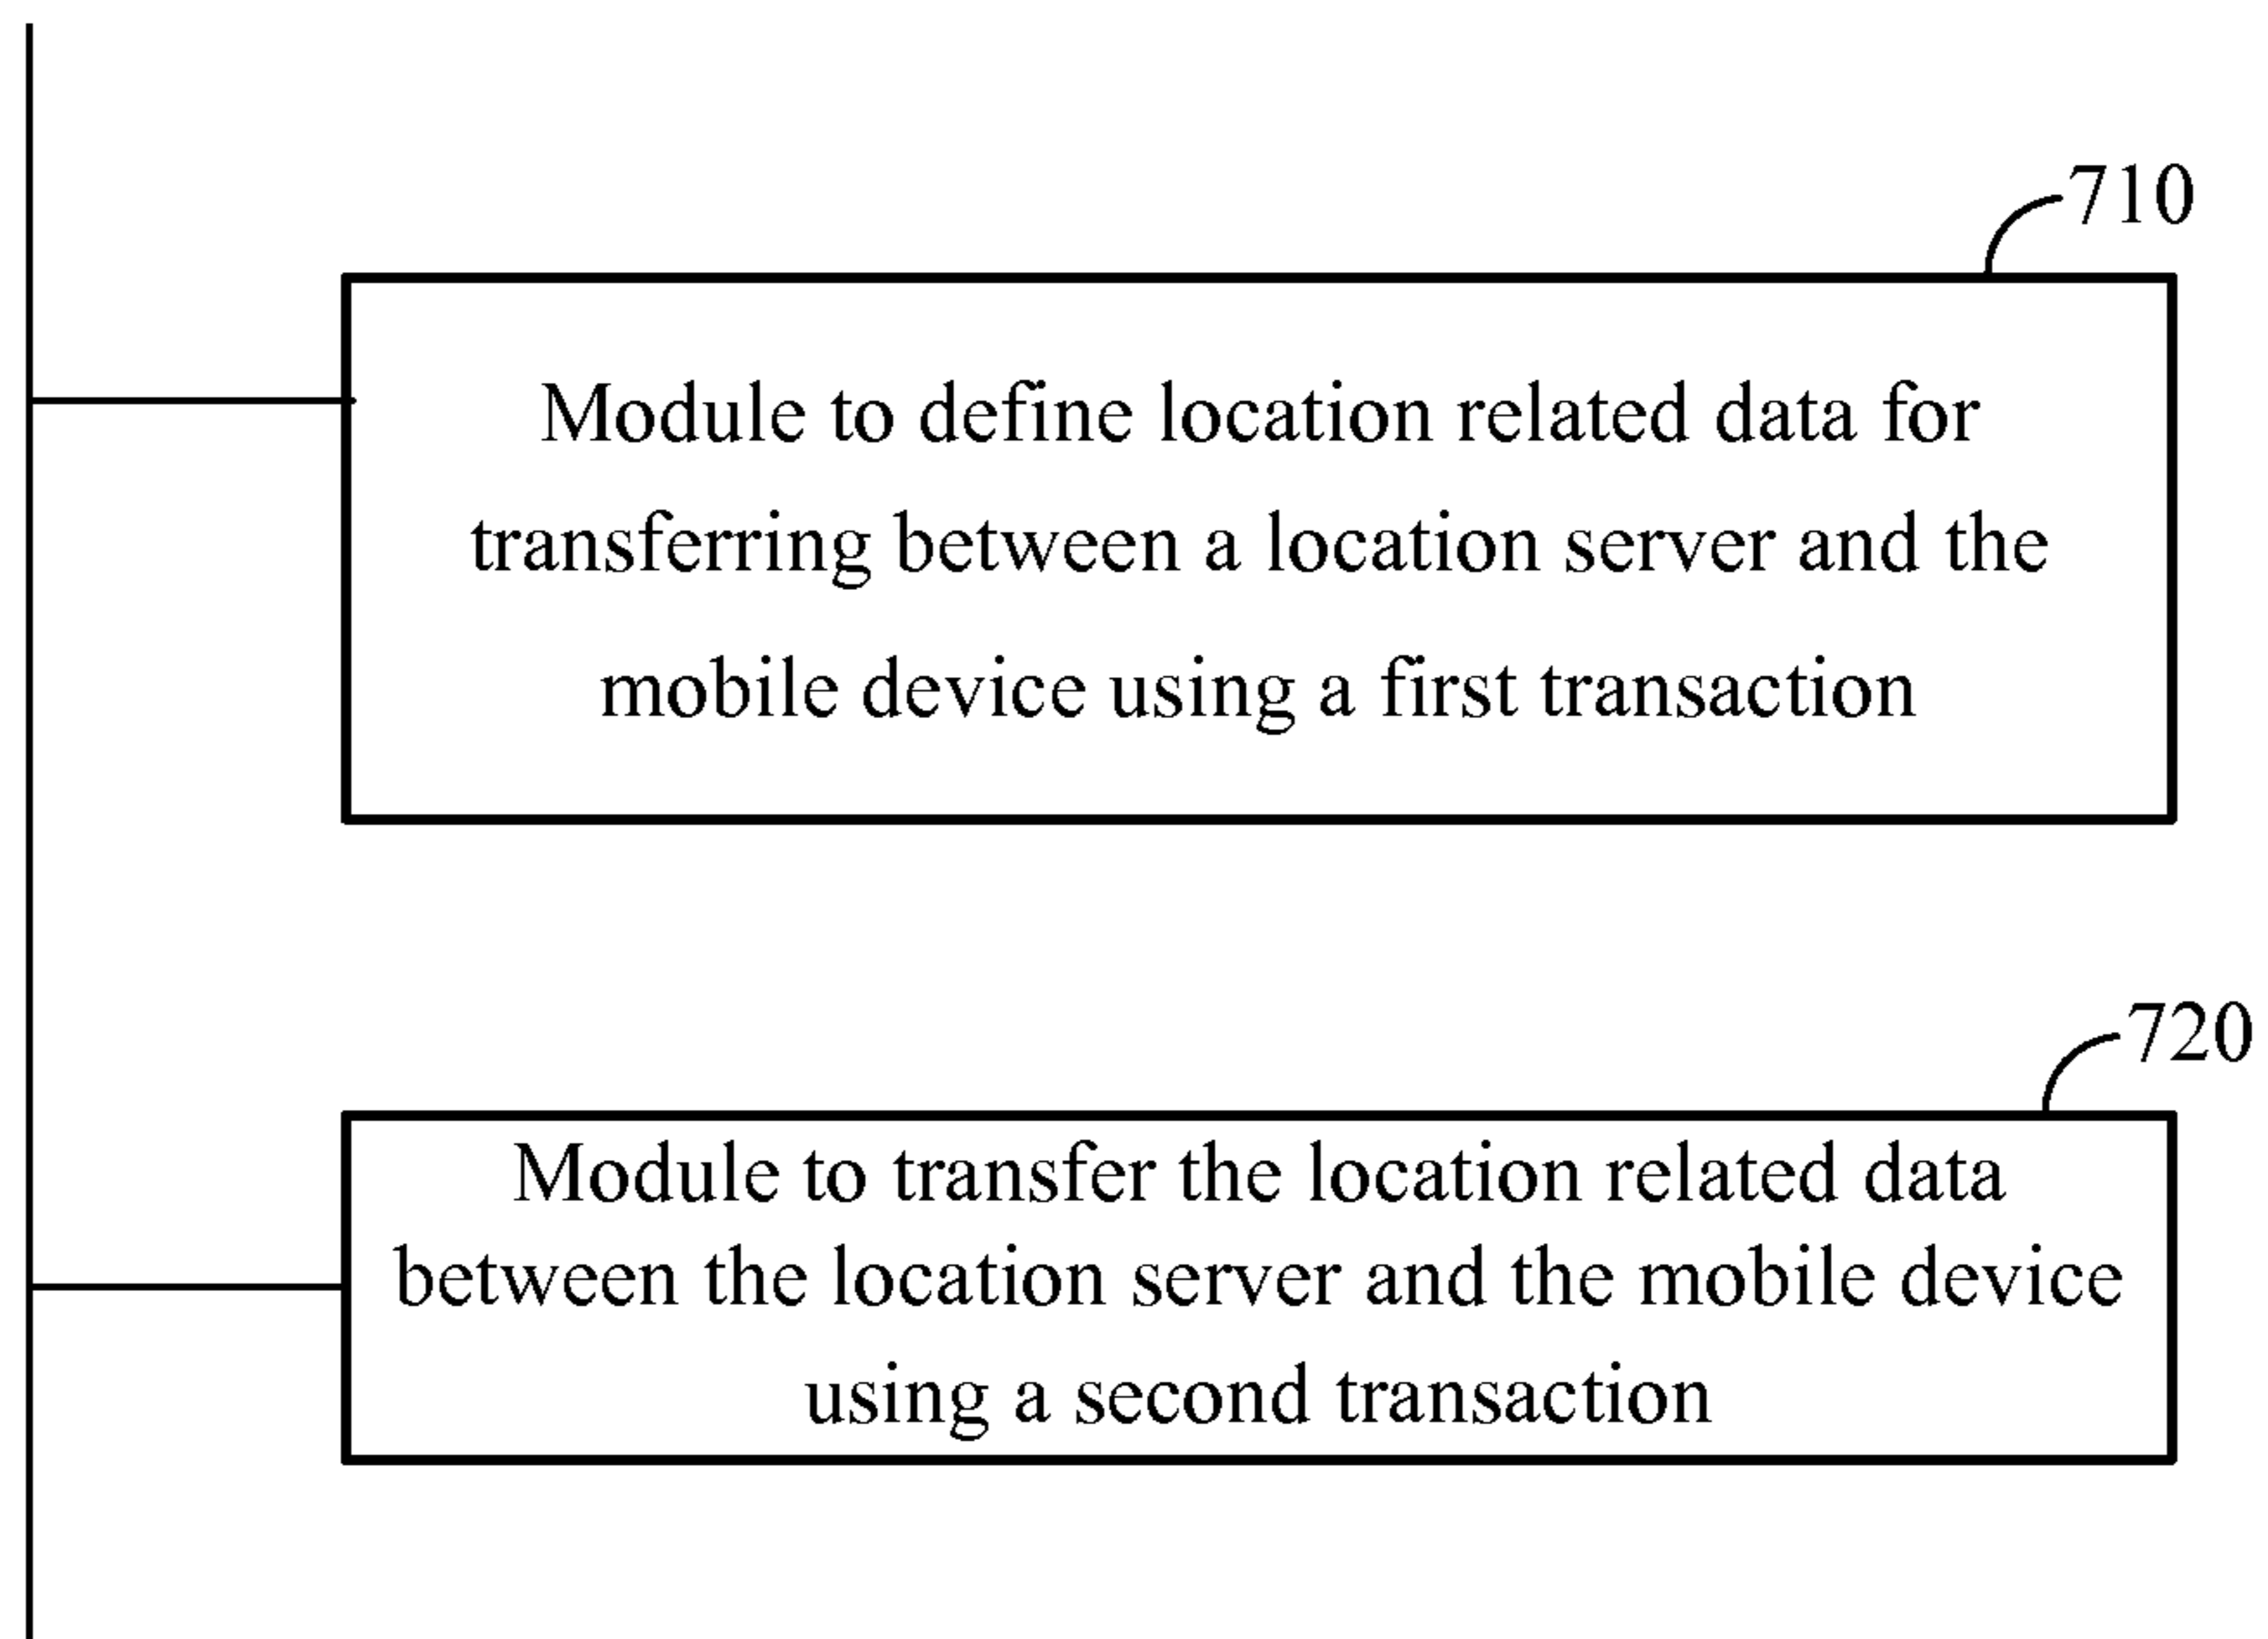 710
Module to define location related data for
transferring between a location server and the
mobile device using a first transaction
720
Module to transfer the location related data
between the location server and the mobile device
using a second transaction